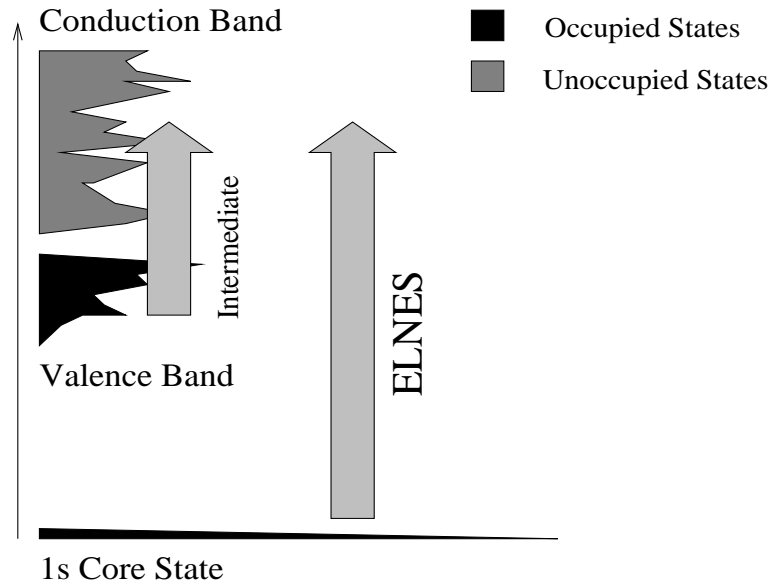 Conduction Band
Occupied States
Unoccupied States
Intermediate
ELNES
Valence Band
1s Core State